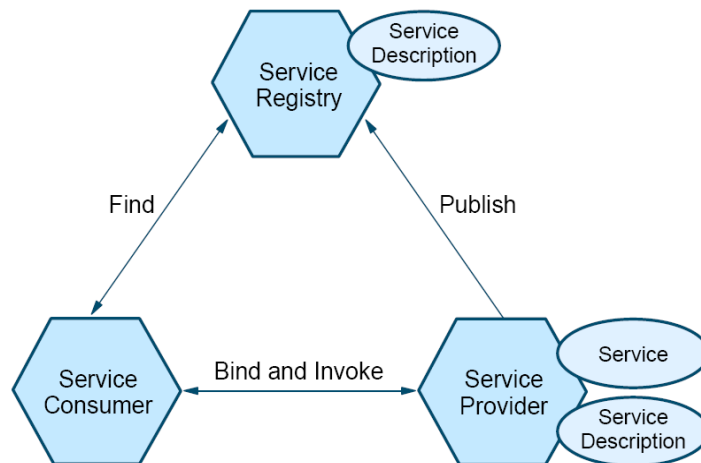 Service
Description
Service
Registry
Find
Publish
Bind and Invoke
Service
Consumer
Service
Provider
Service
Service
Description